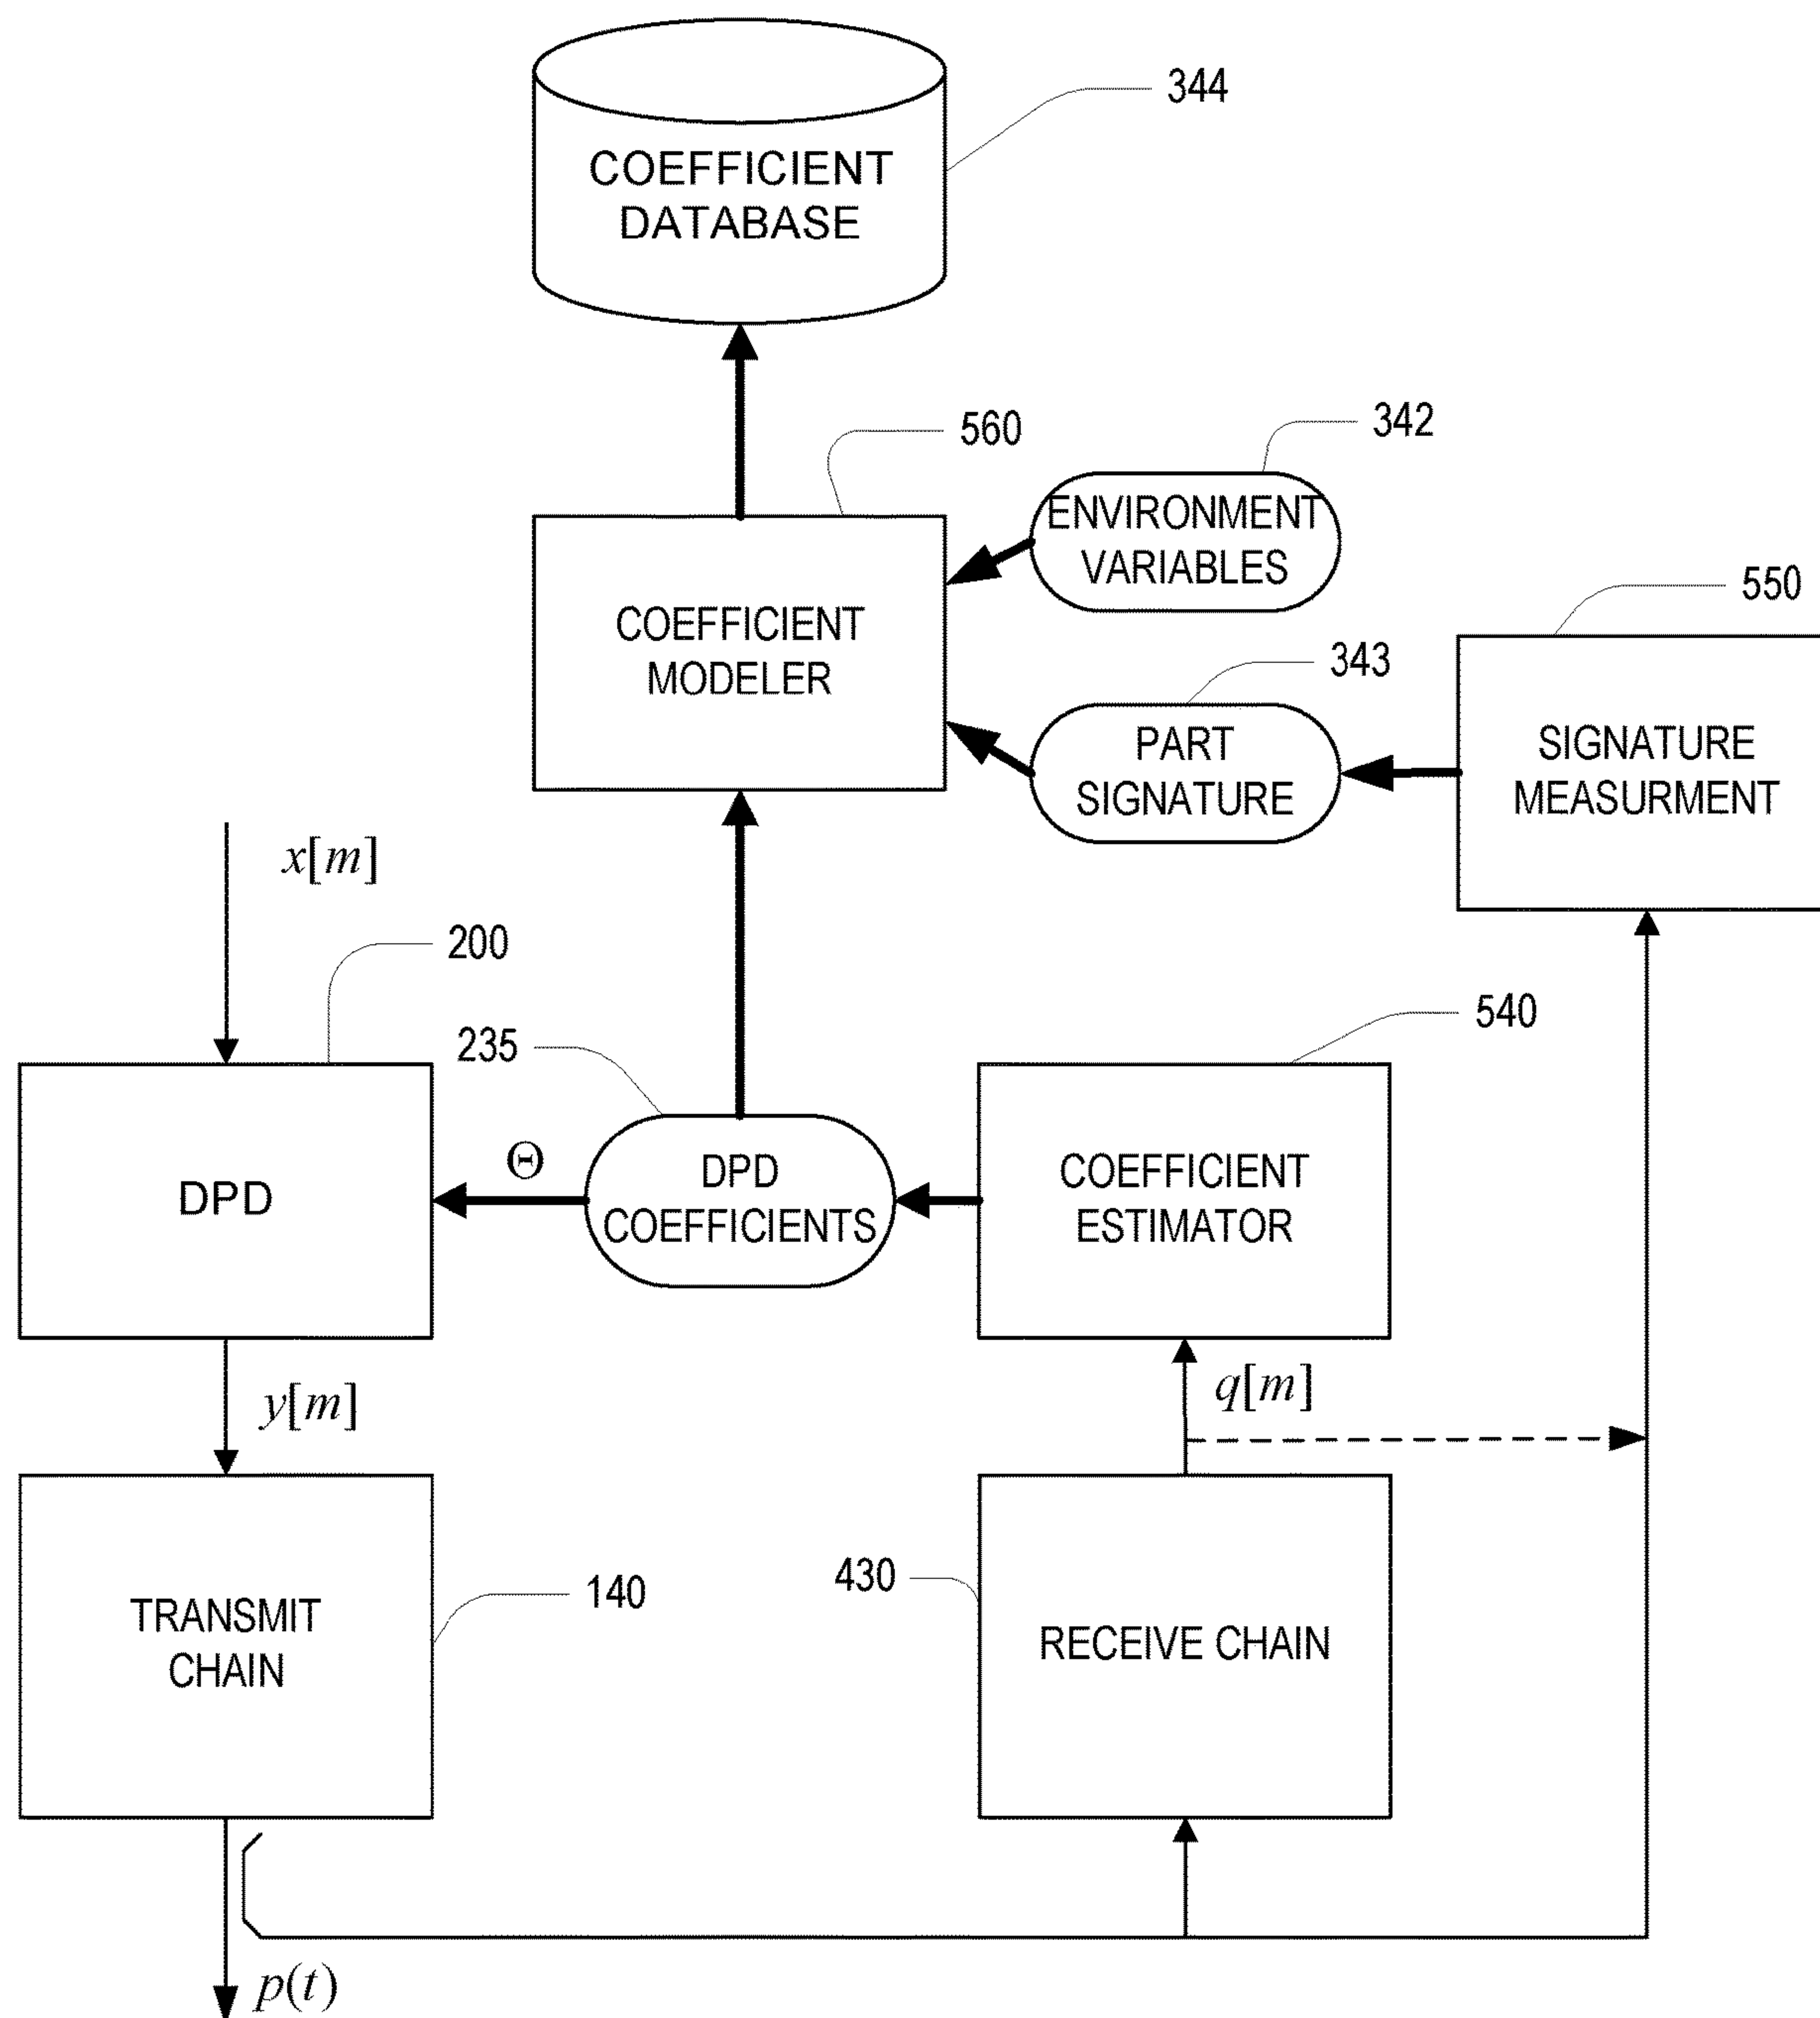 344
COEFFICIENT
DATABASE
560
342
ENVIRONMENT
VARIABLES
550
COEFFICIENT
MODELER
343
PART
SIGNATURE
SIGNATURE
MEASURMENT
x[m]
200
540
235
DPD
Θ
DPD
COEFFICIENTS
COEFFICIENT
ESTIMATOR
y[m]
q[m]
TRANSMIT
CHAIN
140
430
RECEIVE CHAIN
p(t)